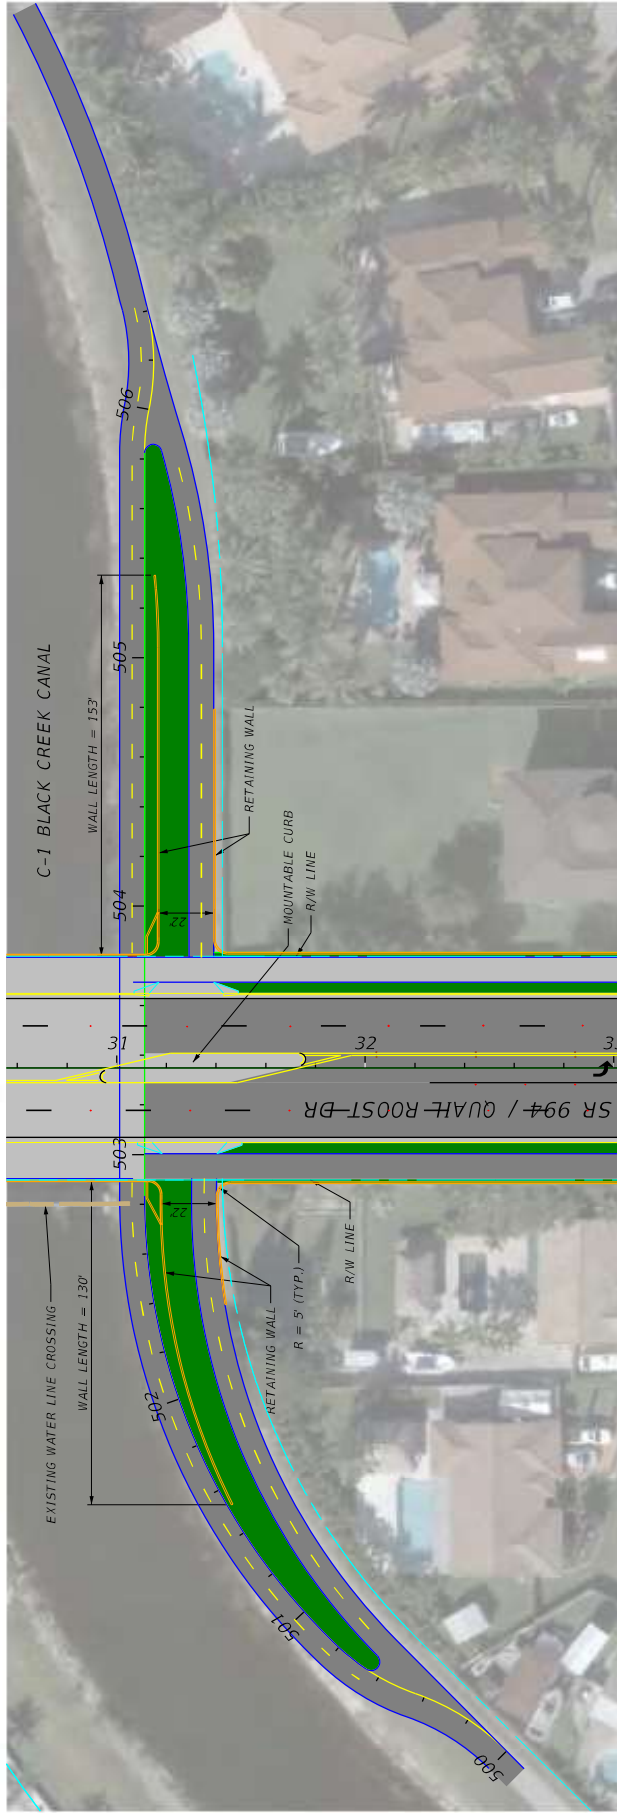 506
505
C-1 BLACK CREEK CANAL
WALL LENGTH = 153'
RETAINING WALL
504
22'
MOUNTABLE CURB
R/W LINE
31
32
SR 994 / QUAIL ROOST DR
503
22'
R/W LINE
R = 5' (TYP.)
RETAINING WALL
EXISTING WATER LINE CROSSING
WALL LENGTH = 130'
502
501
500